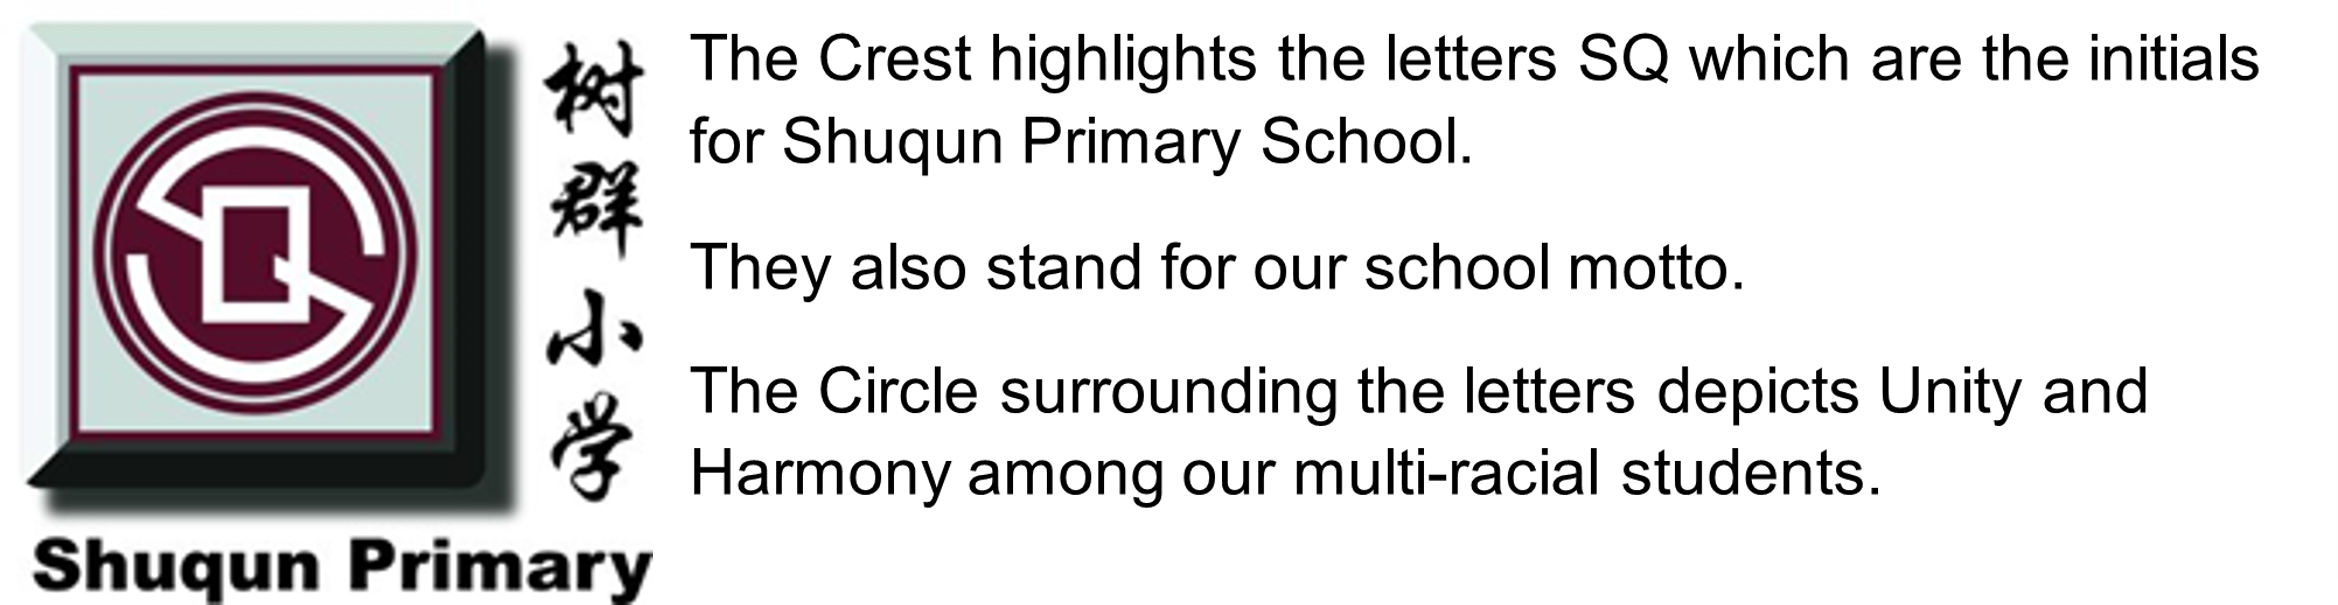 树群小学
Shuqun Primary
The Crest highlights the letters SQ which are the initials
for Shuqun Primary School.
They also stand for our school motto.
The Circle surrounding the letters depicts Unity and
Harmony among our multi-racial students.